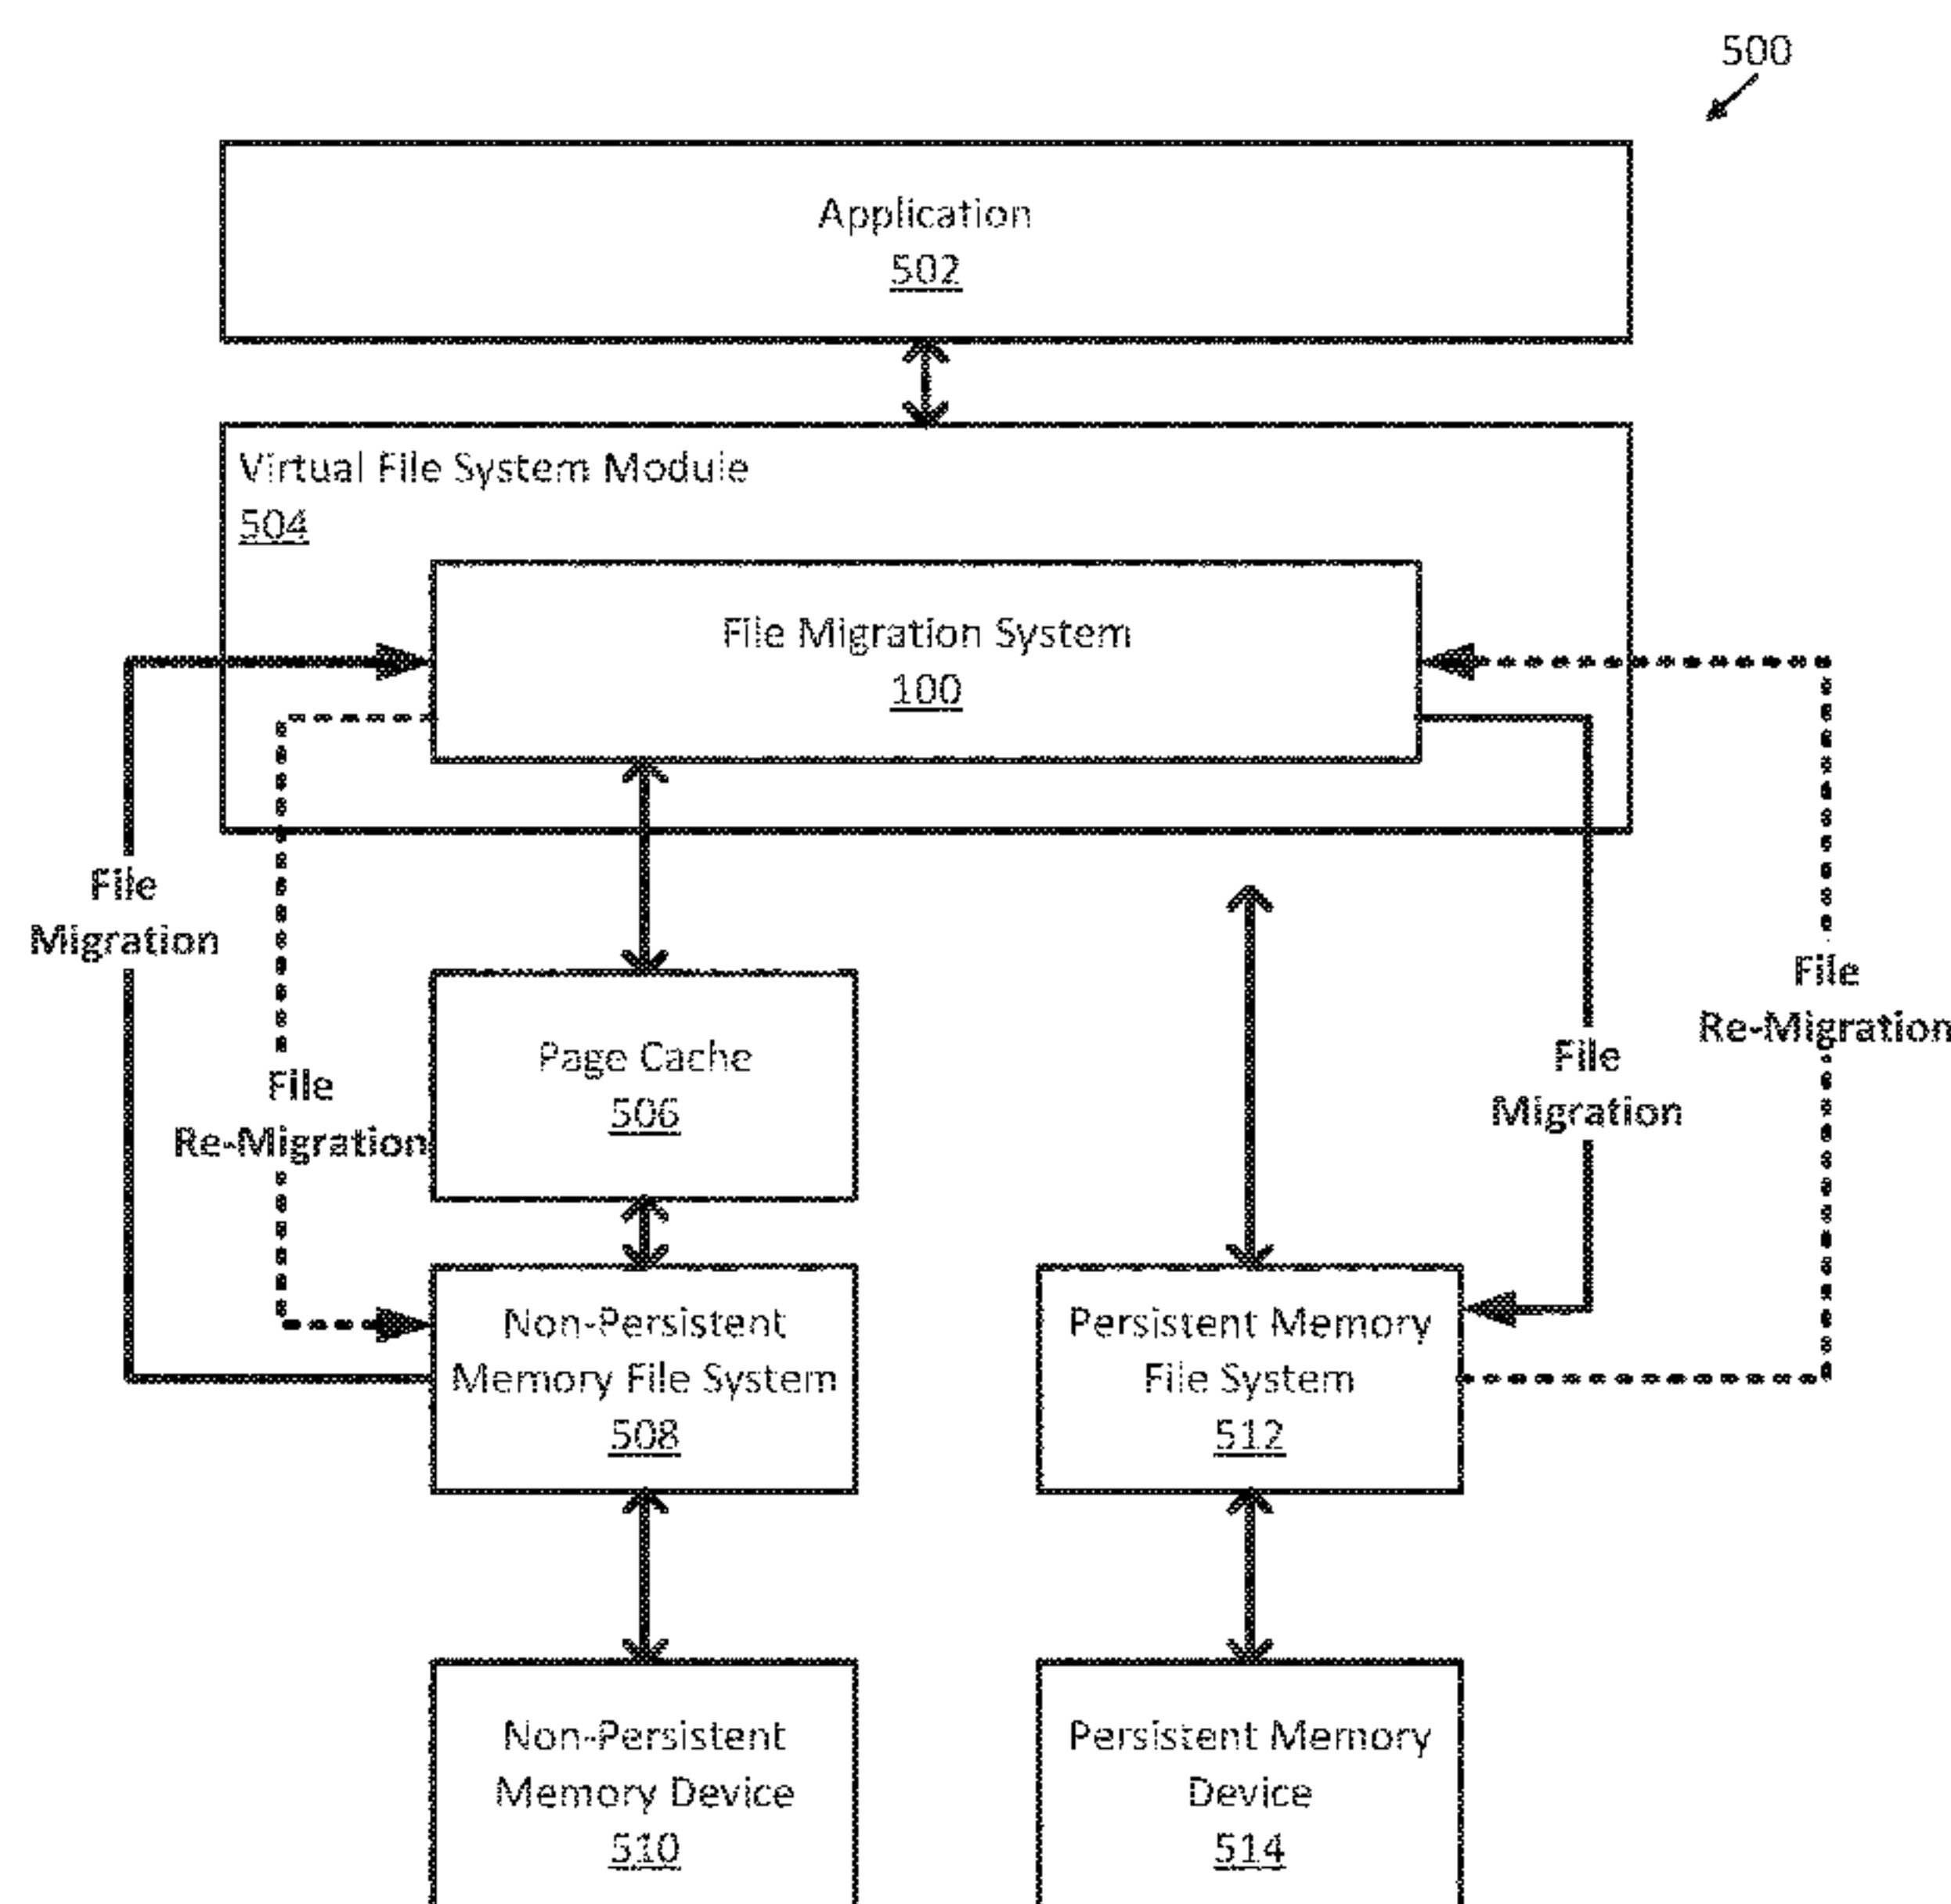 500
Application
502
Virtual File System Module
504
File Migration System
100
File
Migration
File
Re-Migration
Page Cache
506
File
Re-Migration
File
Migration
Non-Persistent
Memory File System
508
Persistent Memory
File System
512
Non-Persistent
Memory Device
510
Persistent Memory
Device
514